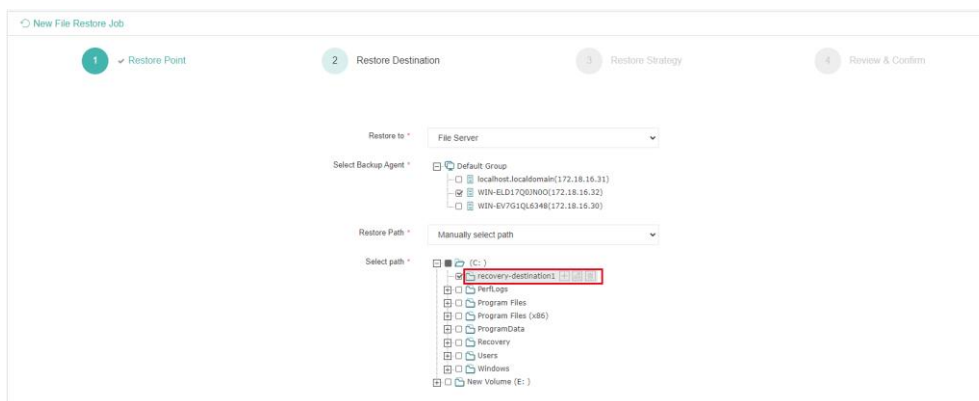 New File Restore Job
1 Restore Point
2 Restore Destination
3 Restore Strategy
4 Review & Confirm
Restore to *
File Server
Select Backup Agent *
Default Group
localhost.localdomain(172.18.16.31)
WIN-ELD17Q0JN0O(172.18.16.32)
WIN-EV7G1QL6348(172.18.16.30)
Restore Path *
Manually select path
Select path *
(C: )
recovery-destination1
PerfLogs
Program Files
Program Files (x86)
ProgramData
Recovery
Users
Windows
New Volume (E: )